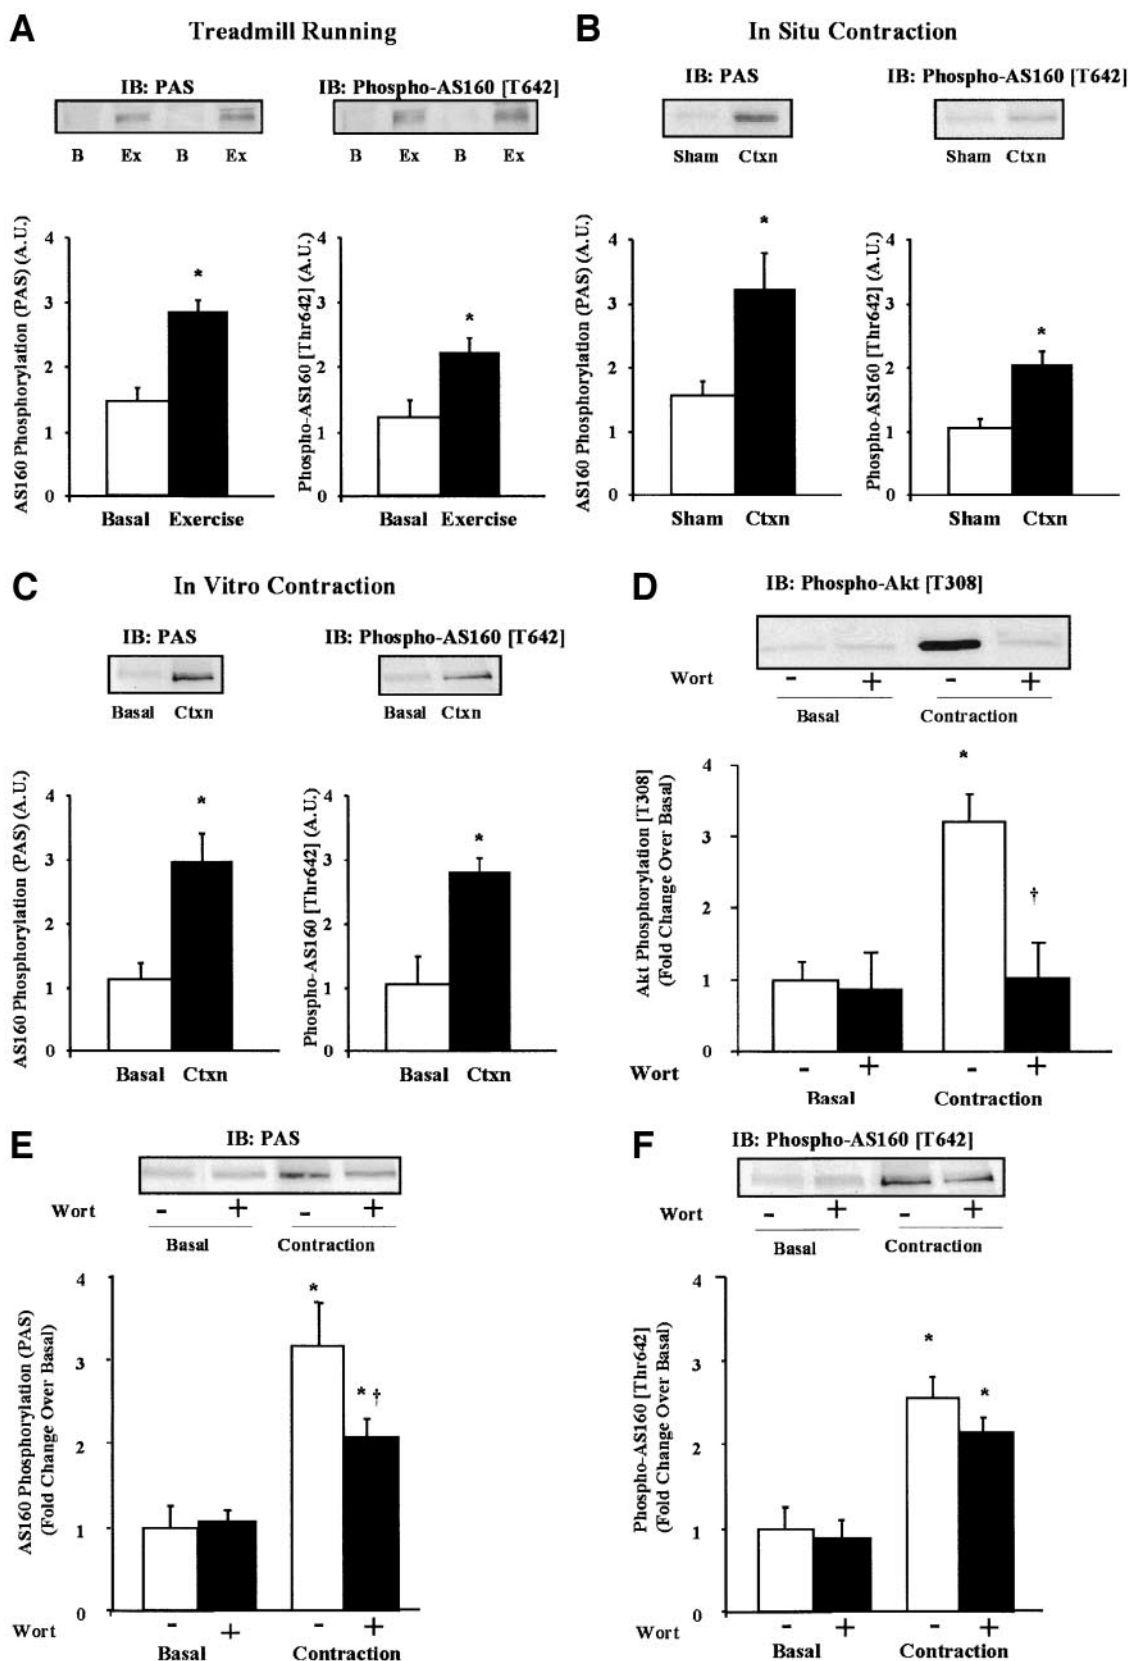 A
Treadmill Running
IB: PAS
IB: Phospho-AS160 [T642]
B Ex B Ex
B Ex B Ex
AS160 Phosphorylation (PAS) (A.U.)
4
3
2
1
0
*
Basal Exercise
Phospho-AS160 [Thr642] (A.U.)
4
3
2
1
0
*
Basal Exercise
B
In Situ Contraction
IB: PAS
IB: Phospho-AS160 [T642]
Sham Ctxn
Sham Ctxn
AS160 Phosphorylation (PAS) (A.U.)
4
3
2
1
0
*
Sham Ctxn
Phospho-AS160 [Thr642] (A.U.)
4
3
2
1
0
*
Sham Ctxn
C
In Vitro Contraction
IB: PAS
IB: Phospho-AS160 [T642]
Basal Ctxn
Basal Ctxn
AS160 Phosphorylation (PAS) (A.U.)
4
3
2
1
0
*
Basal Ctxn
Phospho-AS160 [Thr642] (A.U.)
4
3
2
1
0
*
Basal Ctxn
D
IB: Phospho-Akt [T308]
Wort - + - +
Basal Contraction
Akt Phosphorylation [T308]
(Fold Change Over Basal)
4
3
2
1
0
*
†
Wort - + - +
Basal Contraction
E
IB: PAS
Wort - + - +
Basal Contraction
AS160 Phosphorylation (PAS)
(Fold Change Over Basal)
4
3
2
1
0
*
* †
Wort - + - +
Basal Contraction
F
IB: Phospho-AS160 [T642]
Wort - + - +
Basal Contraction
Phospho-AS160 [Thr642]
(Fold Change Over Basal)
4
3
2
1
0
*
*
Wort - + - +
Basal Contraction